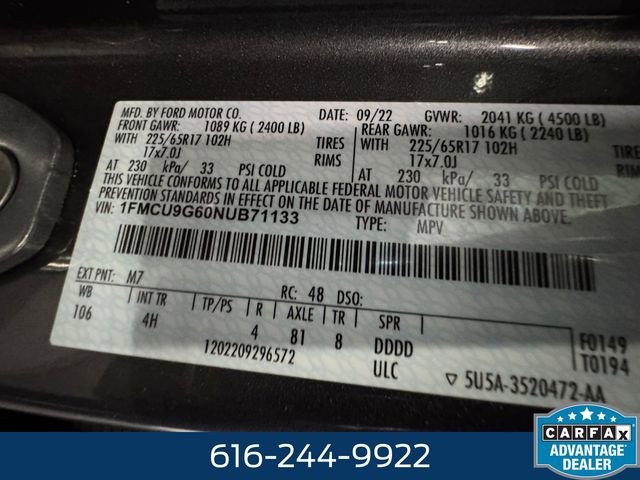 MFD. BY FORD MOTOR CO. DATE: 09/22 GVWR: 2041 KG ( 4500 LB)
FRONT GAWR: 1089 KG ( 2400 LB) REAR GAWR: 1016 KG ( 2240 LB)
WITH 225/65R17 102H TIRES WITH 225/65R17 102H
17x7.0J RIMS 17x7.0J
AT 230 kPa/ 33 PSI COLD AT 230 kPa/ 33 PSI COLD
THIS VEHICLE CONFORMS TO ALL APPLICABLE FEDERAL MOTOR VEHICLE SAFETY AND THEFT
PREVENTION STANDARDS IN EFFECT ON THE DATE OF MANUFACTURE SHOWN ABOVE.
VIN: 1FMCU9G60NUB71133 TYPE: MPV
EXT PNT: M7 RC: 48 DSO:
WB INT TR TP/PS R AXLE TR SPR
106 4H 4 81 8 DDDD F0149
1202209296572 ULC T0194
▽ 5U5A-3520472-AA
616-244-9922
CARFAX
ADVANTAGE
DEALER